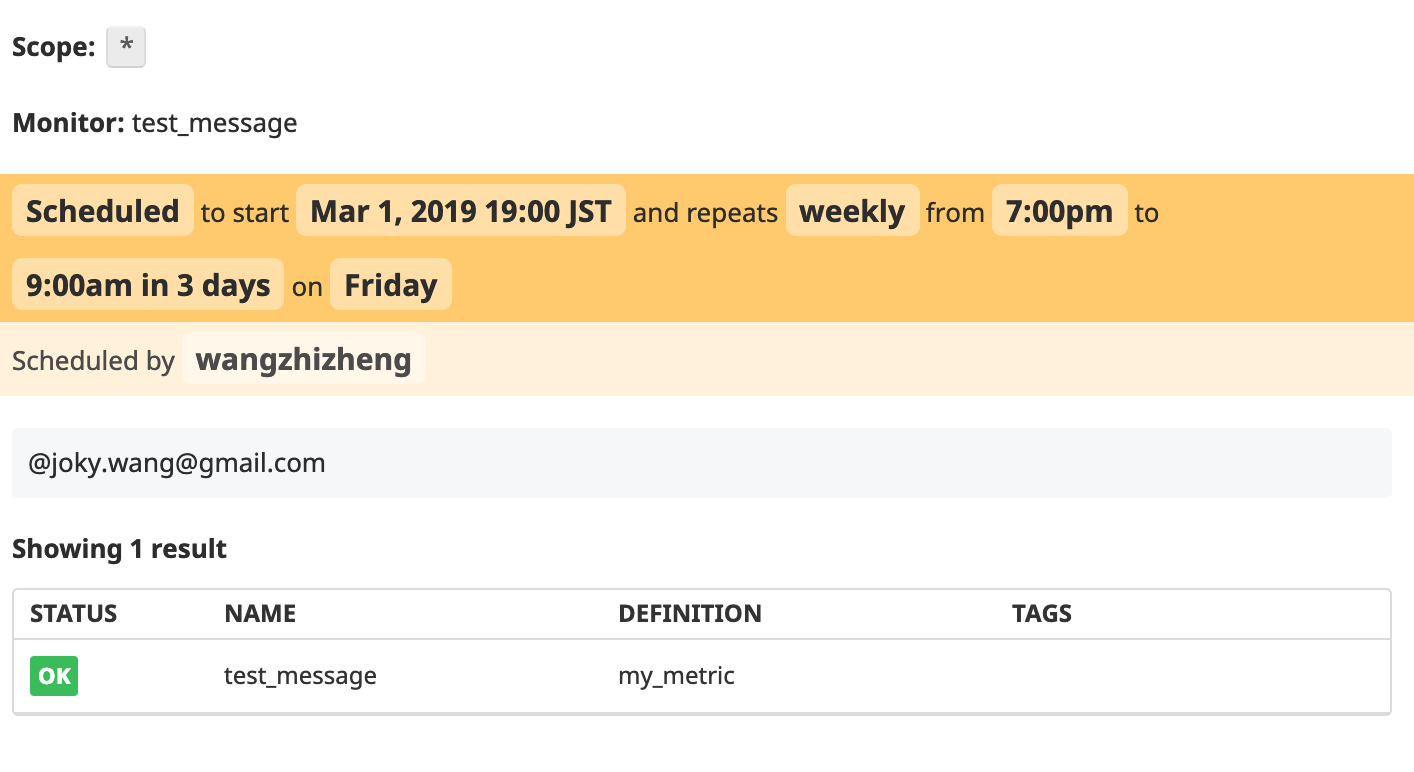 Scope: *
Monitor: test_message
Scheduled to start Mar 1, 2019 19:00 JST and repeats weekly from 7:00pm to
9:00am in 3 days on Friday
Scheduled by wangzhizheng
@joky.wang@gmail.com
Showing 1 result
STATUS NAME DEFINITION TAGS
OK test_message my_metric